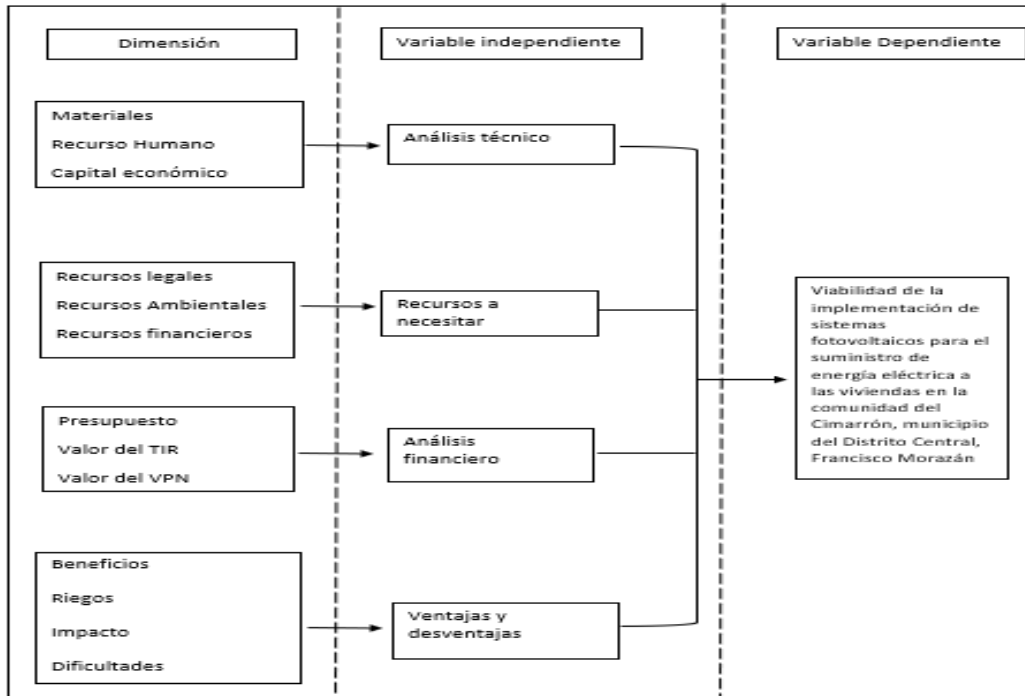 Dimensión
Variable independiente
Variable Dependiente
Materiales
Recurso Humano
Capital económico
Análisis técnico
Recursos legales
Recursos Ambientales
Recursos financieros
Recursos a
necesitar
Presupuesto
Valor del TIR
Valor del VPN
Análisis
financiero
Beneficios
Riegos
Impacto
Dificultades
Ventajas y
desventajas
Viabilidad de la
implementación de
sistemas
fotovoltaicos para el
suministro de
energía eléctrica a
las viviendas en la
comunidad del
Cimarrón, municipio
del Distrito Central,
Francisco Morazán